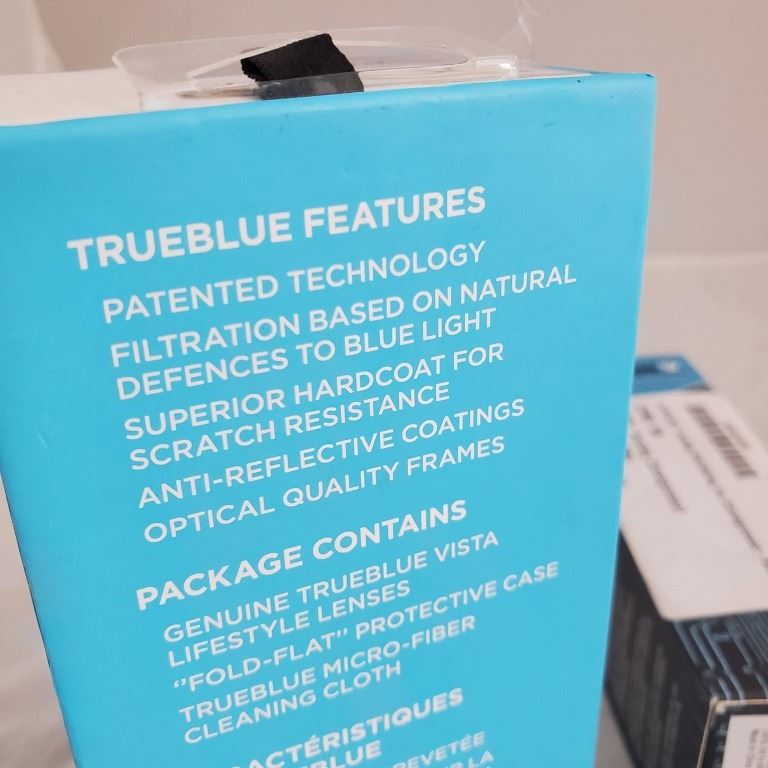 TRUEBLUE FEATURES
PATENTED TECHNOLOGY
FILTRATION BASED ON NATURAL
DEFENCES TO BLUE LIGHT
SUPERIOR HARDCOAT FOR
SCRATCH RESISTANCE
ANTI-REFLECTIVE COATINGS
OPTICAL QUALITY FRAMES
PACKAGE CONTAINS
GENUINE TRUEBLUE VISTA
LIFESTYLE LENSES
"FOLD-FLAT" PROTECTIVE CASE
TRUEBLUE MICRO-FIBER
CLEANING CLOTH